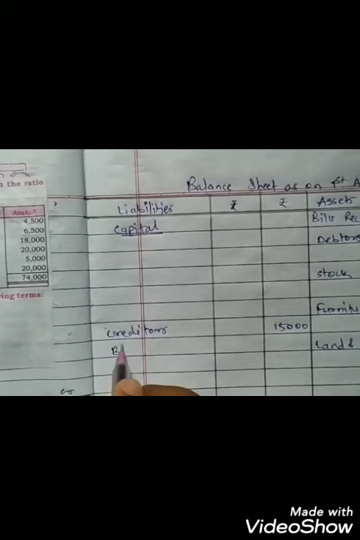 n the ratio
Amt.
4,500
6,500
18,000
20,000
5,000
20,000
74,000
ing terms:
Balance Sheet as on 1st A
Liabilities ₹ ₹ Assets
Capital Bills Rec
Debtors
stock
Furnitu
Creditors 15000
Land &
Made with
VideoShow